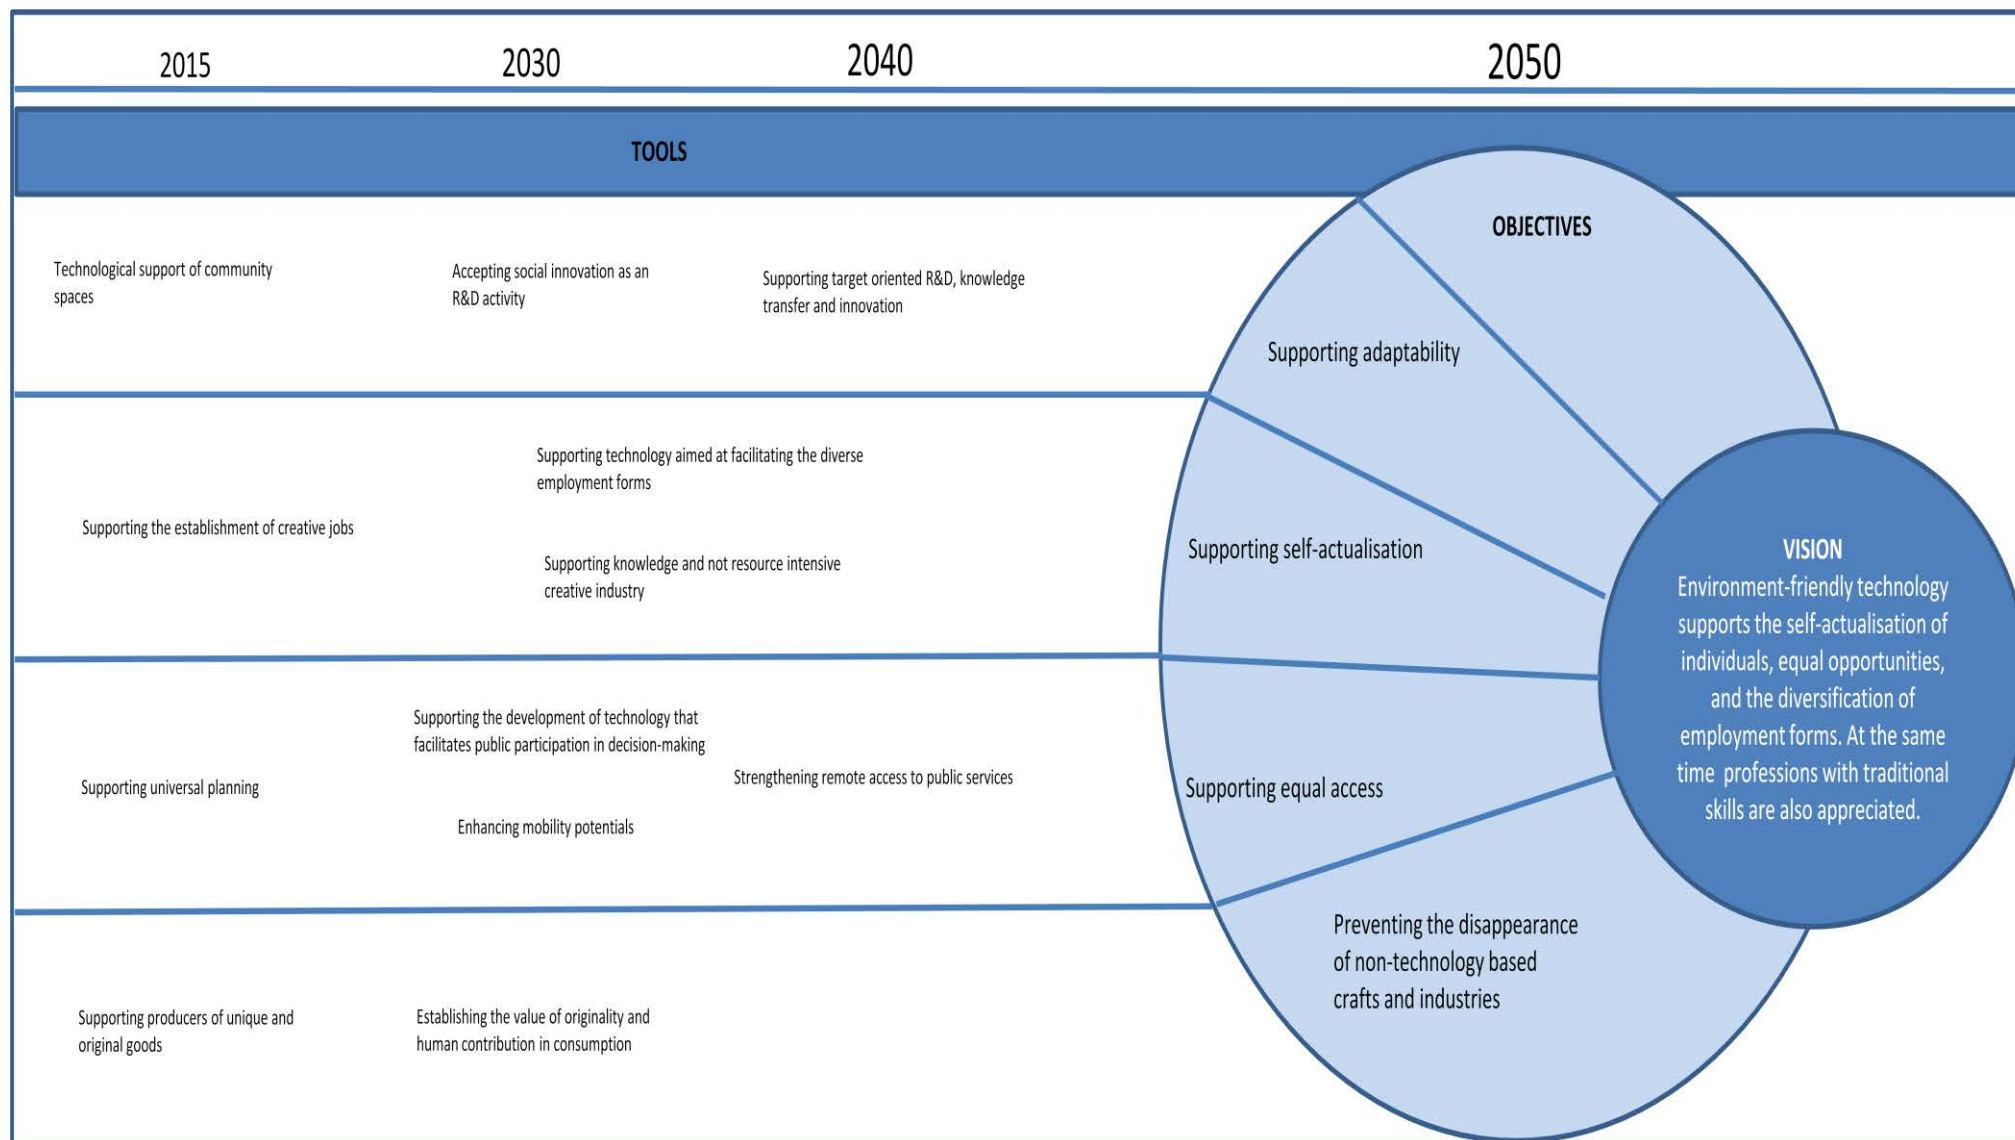 2015
2030
2040
2050
TOOLS
OBJECTIVES
Technological support of community
spaces
Accepting social innovation as an
R&D activity
Supporting target oriented R&D, knowledge
transfer and innovation
Supporting adaptability
Supporting the establishment of creative jobs
Supporting technology aimed at facilitating the diverse
employment forms
Supporting knowledge and not resource intensive
creative industry
Supporting self-actualisation
Supporting universal planning
Supporting the development of technology that
facilitates public participation in decision-making
Enhancing mobility potentials
Strengthening remote access to public services
Supporting equal access
Supporting producers of unique and
original goods
Establishing the value of originality and
human contribution in consumption
Preventing the disappearance
of non-technology based
crafts and industries
VISION
Environment-friendly technology
supports the self-actualisation of
individuals, equal opportunities,
and the diversification of
employment forms. At the same
time professions with traditional
skills are also appreciated.